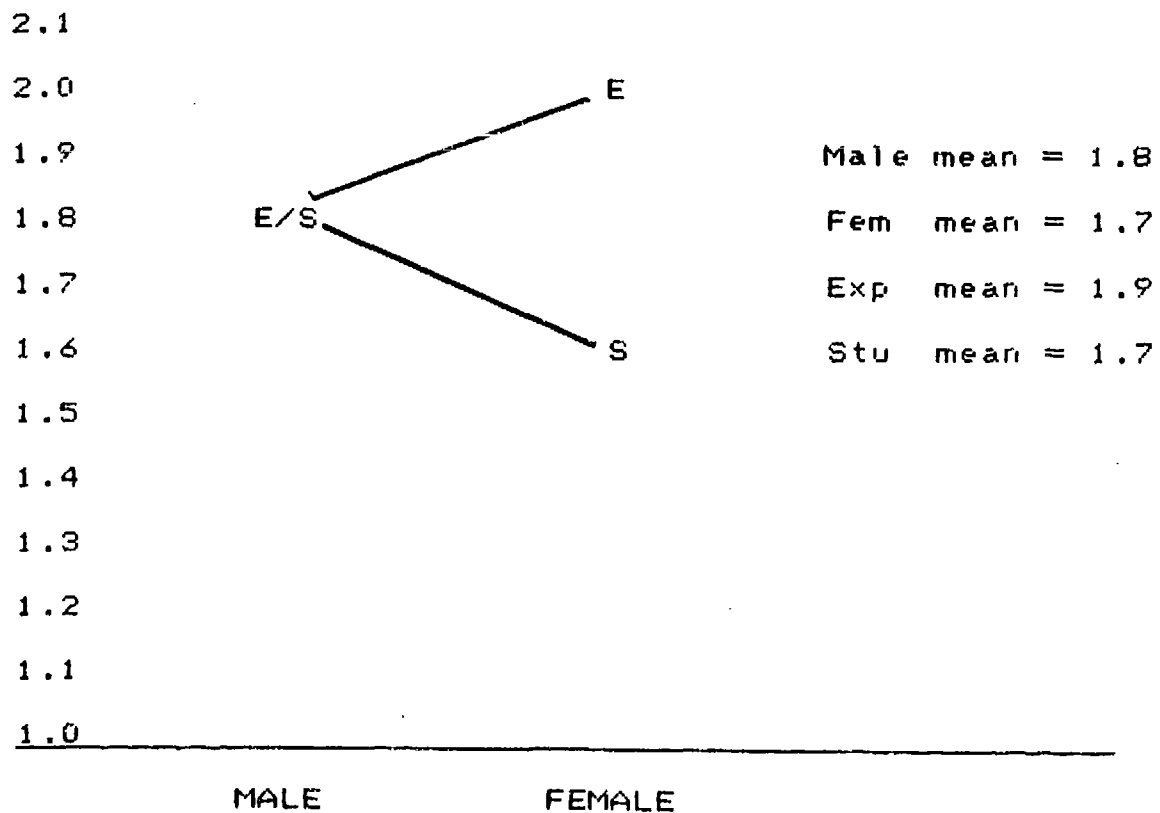 2.1
2.0 E
1.9 Male mean = 1.8
1.8 E/S Fem mean = 1.7
1.7 Exp mean = 1.9
1.6 S Stu mean = 1.7
1.5
1.4
1.3
1.2
1.1
1.0
MALE FEMALE